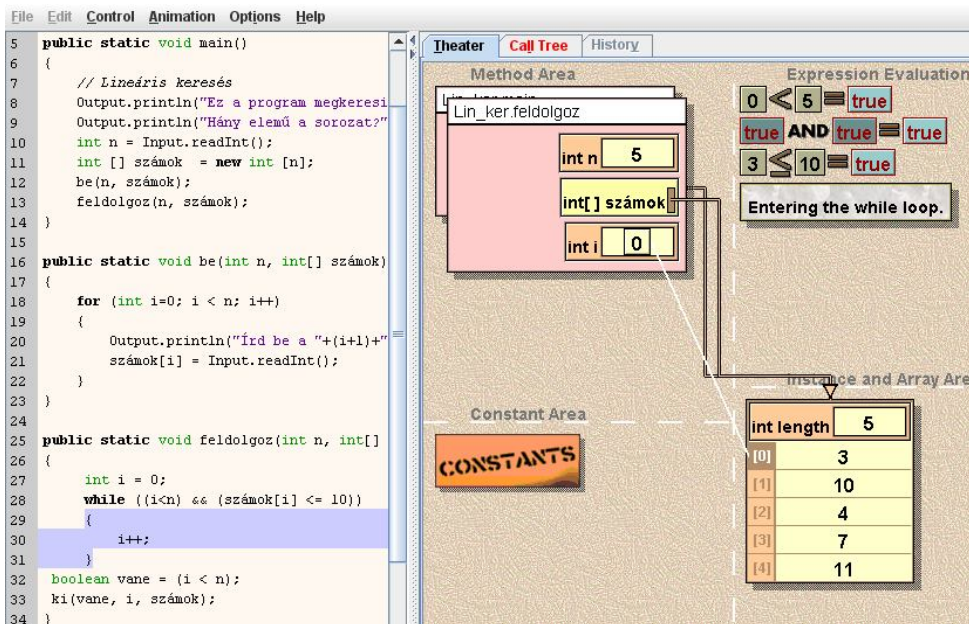 File Edit Control Animation Options Help
5 public static void main()
6 {
7 // Lineáris keresés
8 Output.println("Ez a program megkeresi
9 Output.println("Hány elemű a sorozat?"
10 int n = Input.readInt();
11 int [] számok = new int [n];
12 be(n, számok);
13 feldolgoz(n, számok);
14 }
15
16 public static void be(int n, int[] számok)
17 {
18 for (int i=0; i < n; i++)
19 {
20 Output.println("Írd be a "+(i+1)+"
21 számok[i] = Input.readInt();
22 }
23 }
24
25 public static void feldolgoz(int n, int[]
26 {
27 int i = 0;
28 while ((i<n) && (számok[i] <= 10))
29 {
30 i++;
31 }
32 boolean vane = (i < n);
33 ki(vane, i, számok);
34 }
Theater Call Tree History
Method Area
Lin_ker.feldolgoz
int n 5
int[ ] számok
int i 0
Expression Evaluation
0 < 5 = true
true AND true = true
3 ≤ 10 = true
Entering the while loop.
Constant Area
CONSTANTS
Instance and Array Are
int length 5
[0] 3
[1] 10
[2] 4
[3] 7
[4] 11